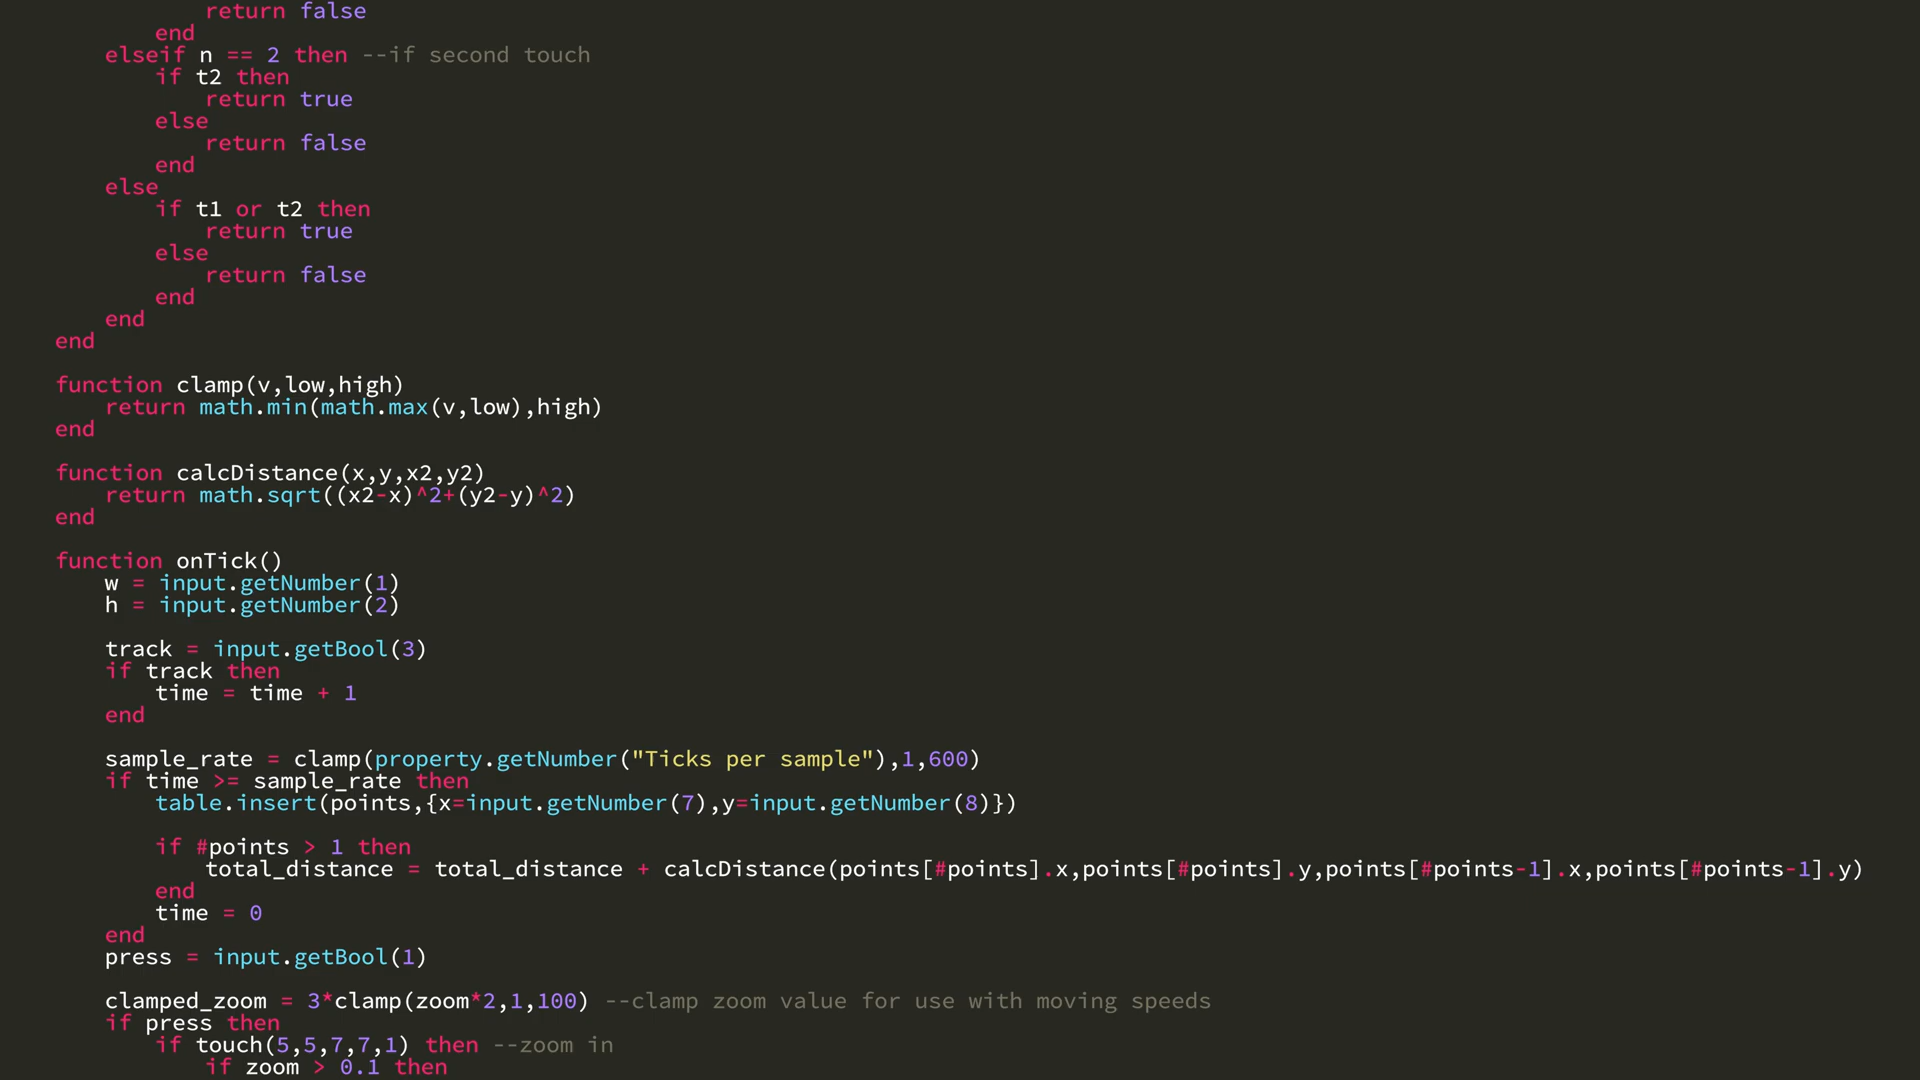 return false
end
elseif n == 2 then --if second touch
if t2 then
return true
else
return false
end
else
if t1 or t2 then
return true
else
return false
end
end
end
function clamp(v,low,high)
return math.min(math.max(v,low),high)
end
function calcDistance(x,y,x2,y2)
return math.sqrt((x2-x)^2+(y2-y)^2)
end
function onTick()
w = input.getNumber(1)
h = input.getNumber(2)
track = input.getBool(3)
if track then
time = time + 1
end
sample_rate = clamp(property.getNumber("Ticks per sample"),1,600)
if time >= sample_rate then
table.insert(points,{x=input.getNumber(7),y=input.getNumber(8)})
if #points > 1 then
total_distance = total_distance + calcDistance(points[#points].x,points[#points].y,points[#points-1].x,points[#points-1].y)
end
time = 0
end
press = input.getBool(1)
clamped_zoom = 3*clamp(zoom*2,1,100) --clamp zoom value for use with moving speeds
if press then
if touch(5,5,7,7,1) then --zoom in
if zoom > 0.1 then